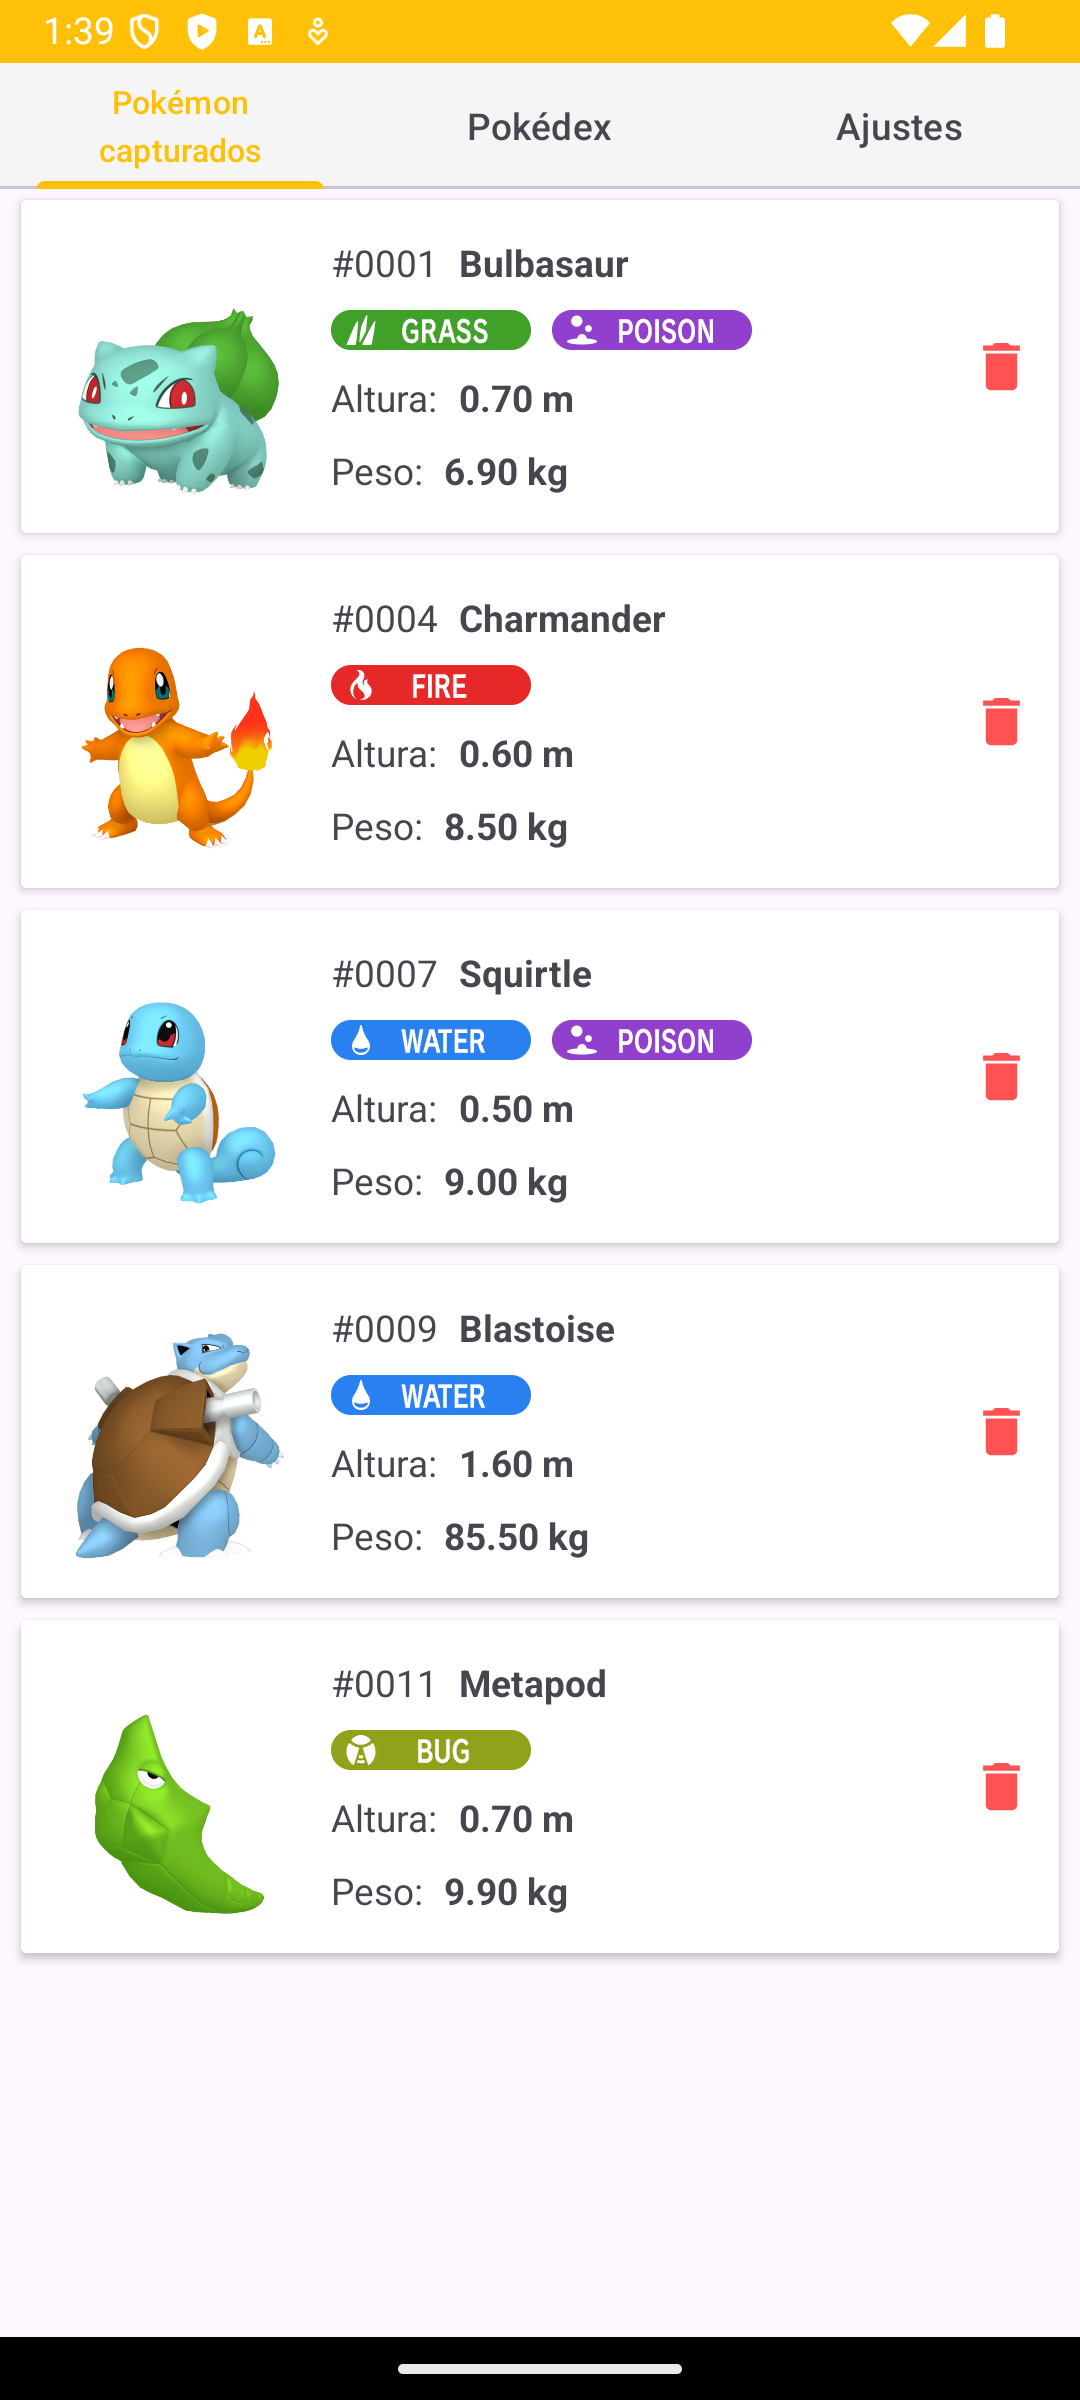 1:39
Pokémon
capturados
Pokédex
Ajustes
#0001 Bulbasaur
GRASS POISON
Altura: 0.70 m
Peso: 6.90 kg
#0004 Charmander
FIRE
Altura: 0.60 m
Peso: 8.50 kg
#0007 Squirtle
WATER POISON
Altura: 0.50 m
Peso: 9.00 kg
#0009 Blastoise
WATER
Altura: 1.60 m
Peso: 85.50 kg
#0011 Metapod
BUG
Altura: 0.70 m
Peso: 9.90 kg